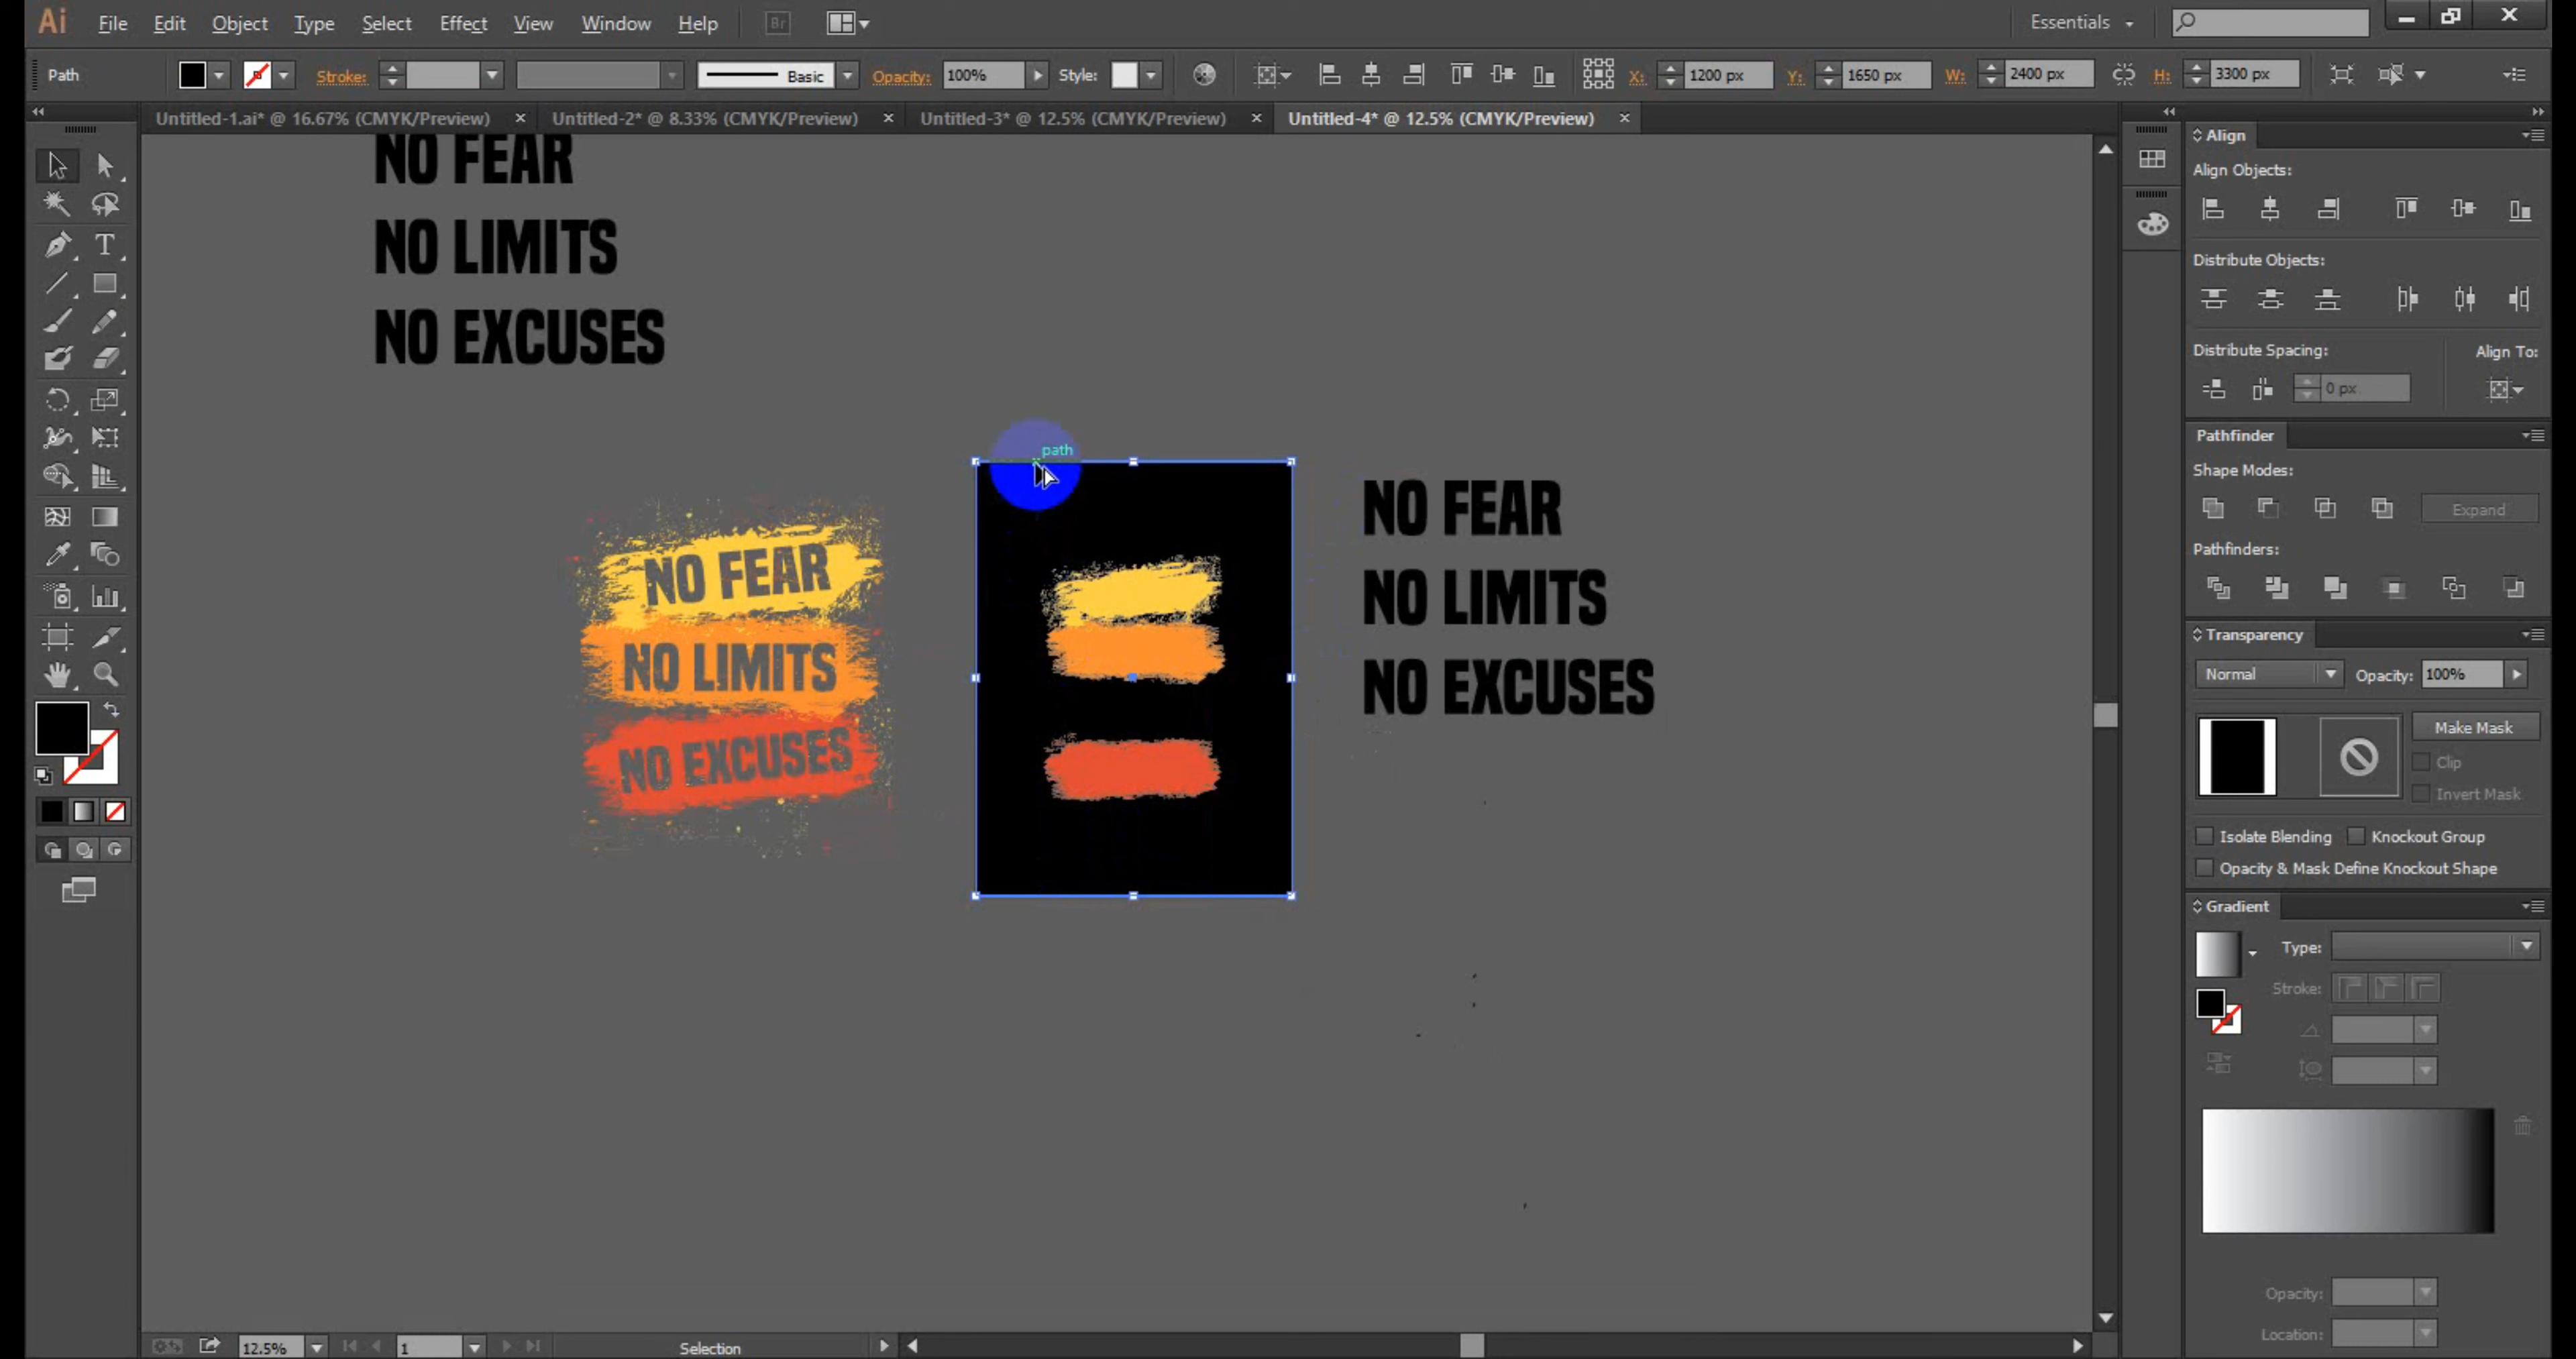 Ai File Edit Object Type Select Effect View Window Help Br Essentials
Path Stroke: Basic Opacity: 100% Style: X: 1200 px Y: 1650 px W: 2400 px H: 3300 px
Untitled-1.ai* @ 16.67% (CMYK/Preview) × Untitled-2* @ 8.33% (CMYK/Preview) × Untitled-3* @ 12.5% (CMYK/Preview) × Untitled-4* @ 12.5% (CMYK/Preview) ×
NO FEAR
NO LIMITS
NO EXCUSES
path
NO FEAR
NO LIMITS
NO EXCUSES
NO FEAR
NO LIMITS
NO EXCUSES
Align
Align Objects:
Distribute Objects:
Distribute Spacing: Align To:
0 px
Pathfinder
Shape Modes:
Expand
Pathfinders:
Transparency
Normal Opacity: 100%
Make Mask
Clip
Invert Mask
Isolate Blending Knockout Group
Opacity & Mask Define Knockout Shape
Gradient
Type:
Stroke:
Opacity:
Location:
12.5% 1 Selection